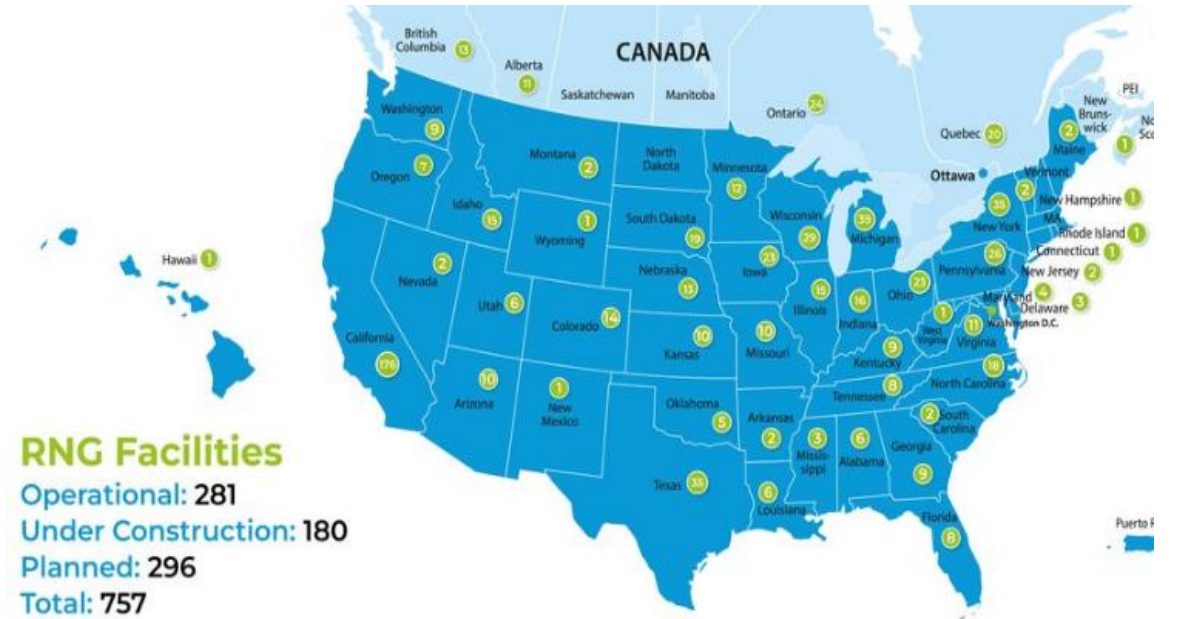 British
Columbia
13
Alberta
11
CANADA
Saskatchewan
Manitoba
Ontario
24
Quebec
20
Ottawa
PEI
New
Bruns-
wick
1
Washington
9
Oregon
7
Montana
2
Idaho
15
Wyoming
1
North
Dakota
South Dakota
19
Minnesota
12
Wisconsin
29
Michigan
39
Maine
2
Vermont
2
New Hampshire
1
New York
35
MA
Rhode Island
1
Connecticut
1
New Jersey
2
Pennsylvania
26
Maryland
4
Delaware
3
Washington D.C.
Hawaii
1
Nevada
2
Utah
6
Colorado
14
Nebraska
13
Iowa
23
Illinois
15
Indiana
16
Ohio
23
West
Virginia
1
Virginia
11
California
176
Arizona
10
New
Mexico
1
Kansas
10
Missouri
10
Kentucky
9
Tennessee
8
North Carolina
18
South
Carolina
2
Oklahoma
5
Arkansas
2
Missis-
sippi
3
Alabama
6
Georgia
9
Texas
35
Louisiana
6
Florida
8
RNG Facilities
Operational: 281
Under Construction: 180
Planned: 296
Total: 757